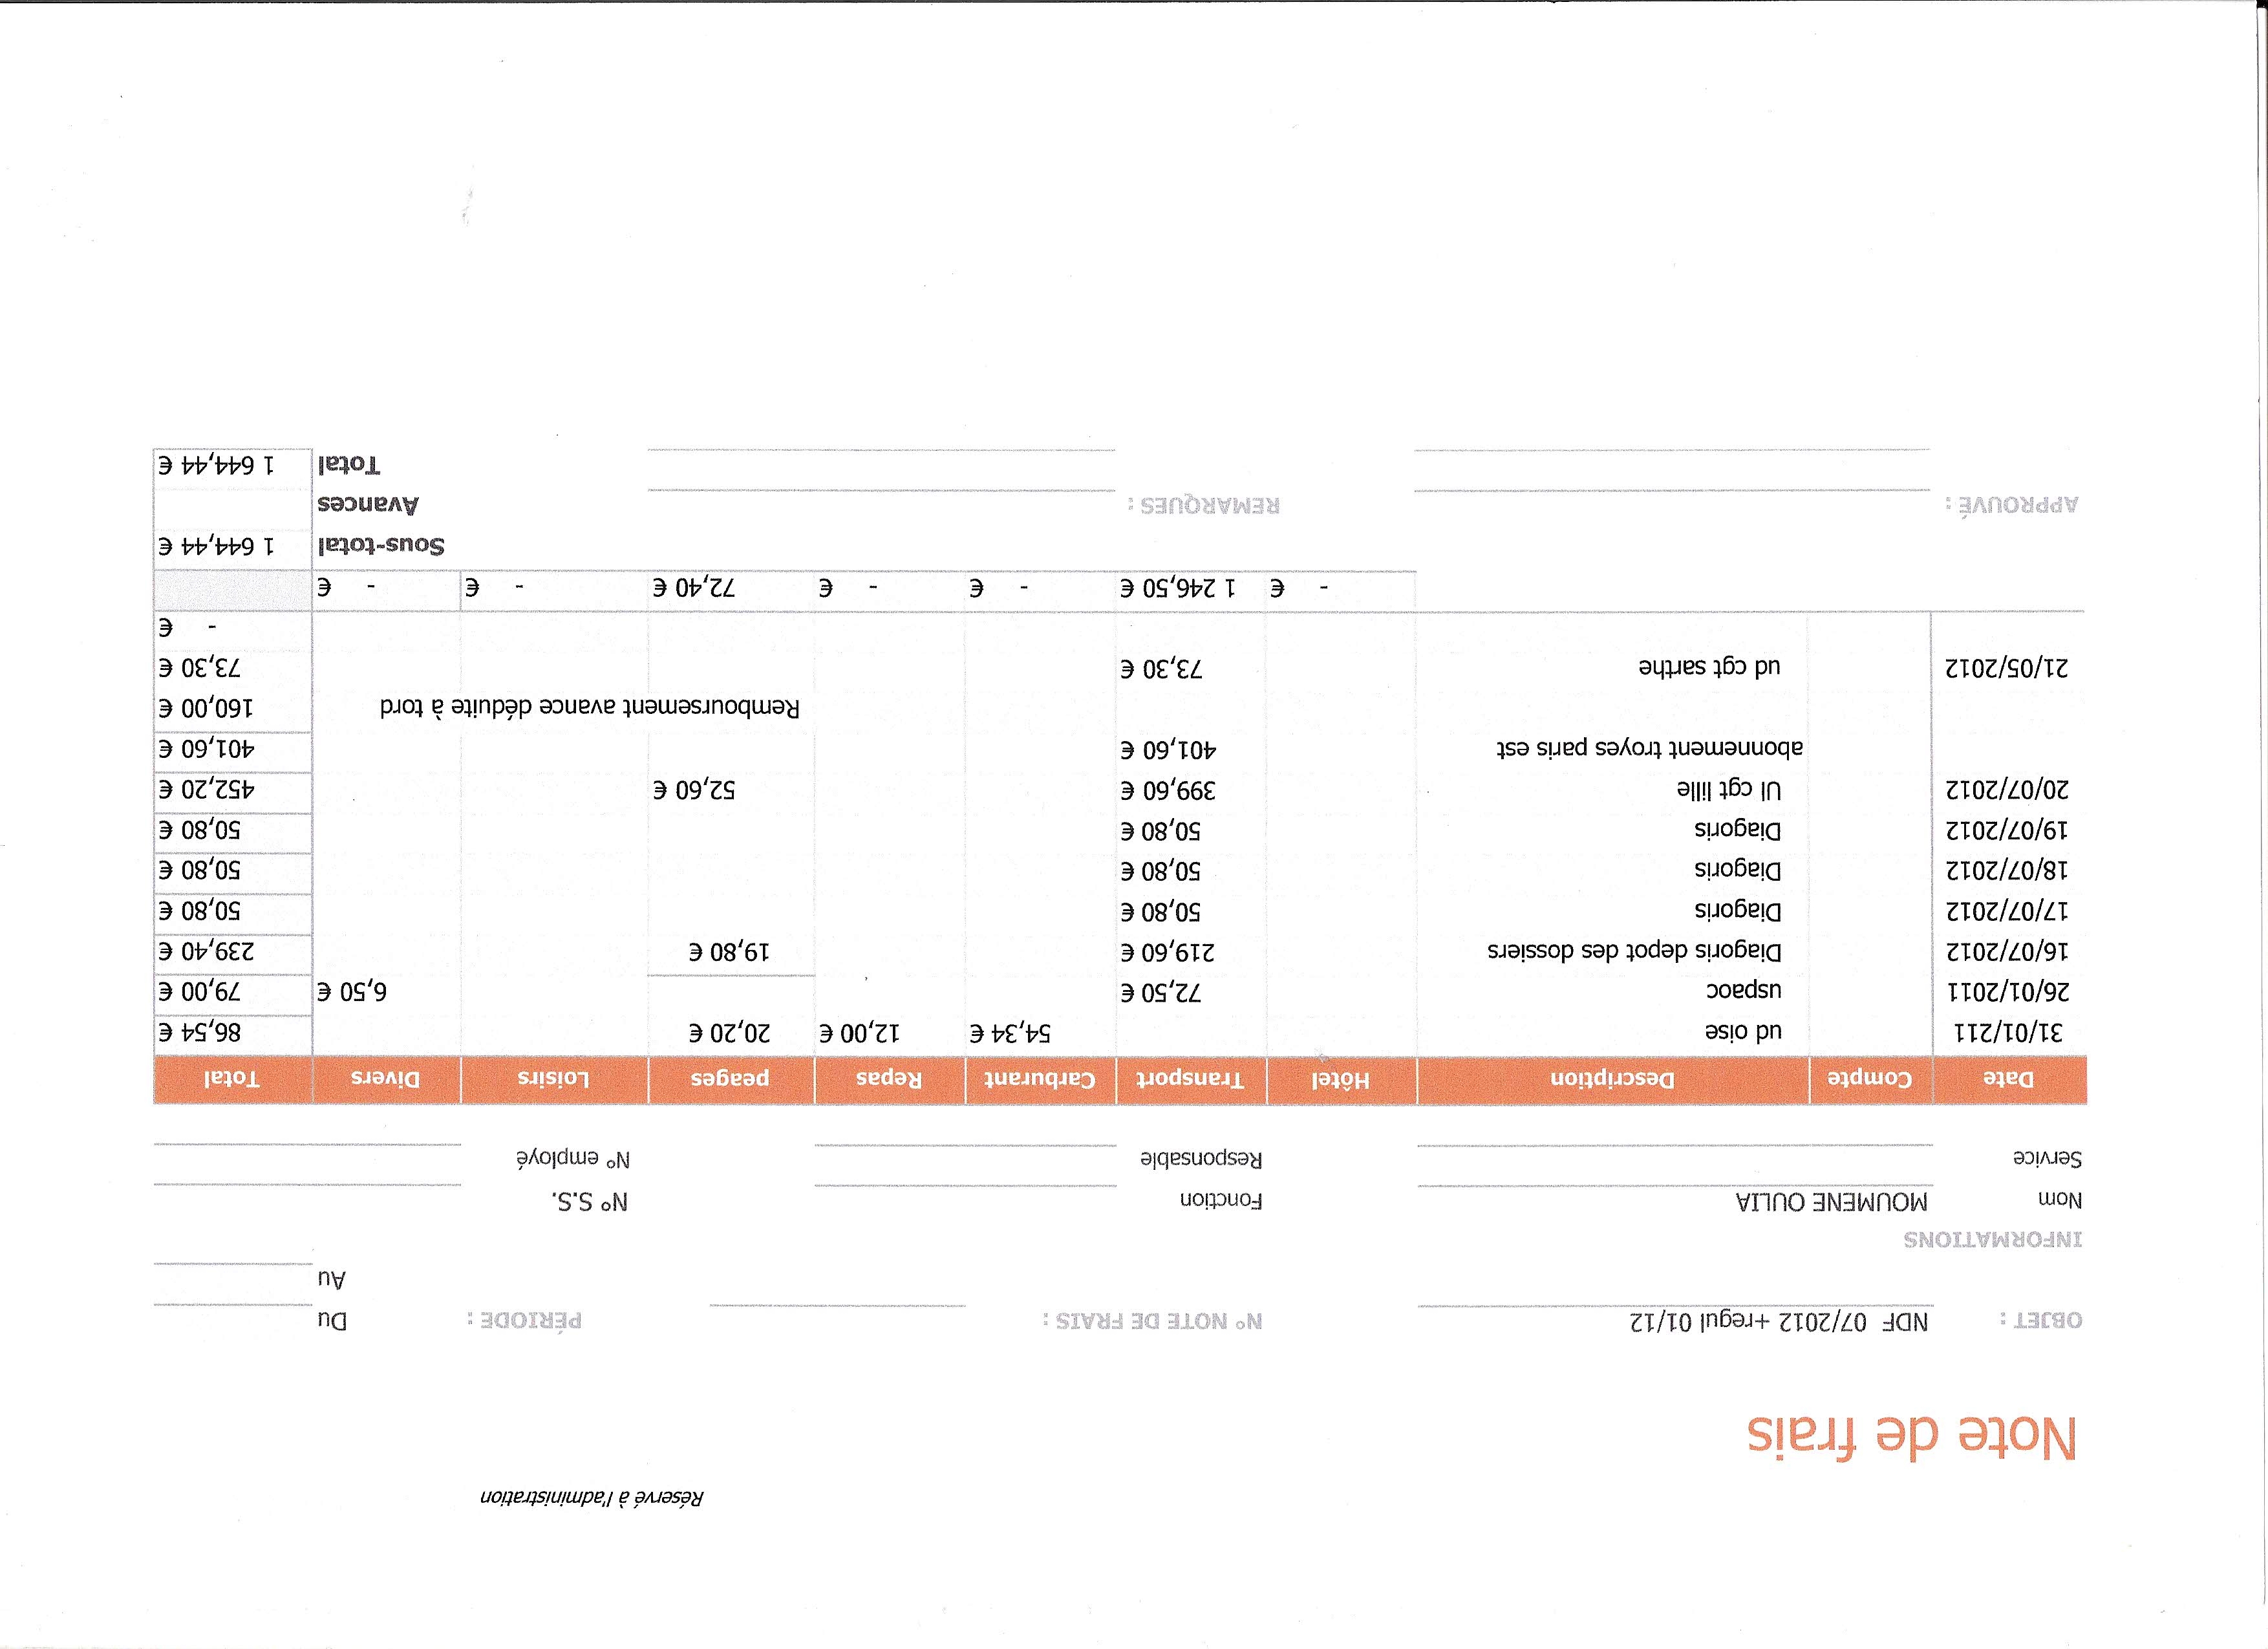 Réservé à l'administration
Note de frais
OBJET : NDF 07/2012 +regul 01/12 N° NOTE DE FRAIS : PÉRIODE : Du
Au
INFORMATIONS
Nom MOUMENE OULIA Fonction N° S.S.
Service Responsable N° employé
Date Compte Description Hôtel Transport Carburant Repas peages Loisirs Divers Total
31/01/211 ud oise 54,34 € 12,00 € 20,20 € 86,54 €
26/01/2011 uspaoc 72,50 € 6,50 € 79,00 €
16/07/2012 Diagoris depot des dossiers 219,60 € 19,80 € 239,40 €
17/07/2012 Diagoris 50,80 € 50,80 €
18/07/2012 Diagoris 50,80 € 50,80 €
19/07/2012 Diagoris 50,80 € 50,80 €
20/07/2012 Ul cgt lille 399,60 € 52,60 € 452,20 €
abonnement troyes paris est 401,60 € 401,60 €
Remboursement avance déduite à tord 160,00 €
21/05/2012 ud cgt sarthe 73,30 € 73,30 €
- €
- € 1 246,50 € - € - € 72,40 € - € - €
Sous-total 1 644,44 €
APPROUVÉ : REMARQUES : Avances
Total 1 644,44 €